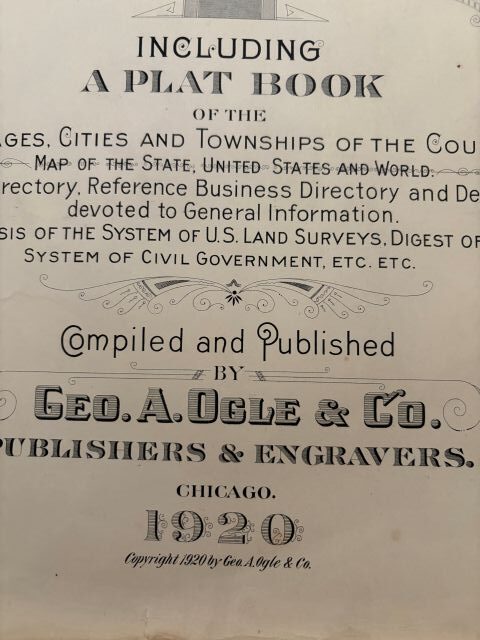 INCLUDING
A PLAT BOOK
OF THE
AGES, CITIES AND TOWNSHIPS OF THE COU
MAP OF THE STATE, UNITED STATES AND WORLD.
rectory, Reference Business Directory and De
devoted to General Information.
SIS OF THE SYSTEM OF U.S. LAND SURVEYS, DIGEST OF
SYSTEM OF CIVIL GOVERNMENT, ETC. ETC.
Compiled and Published
BY
GEO. A. OGLE & CO.
PUBLISHERS & ENGRAVERS.
CHICAGO.
1920
Copyright 1920 by Geo. A. Ogle & Co.